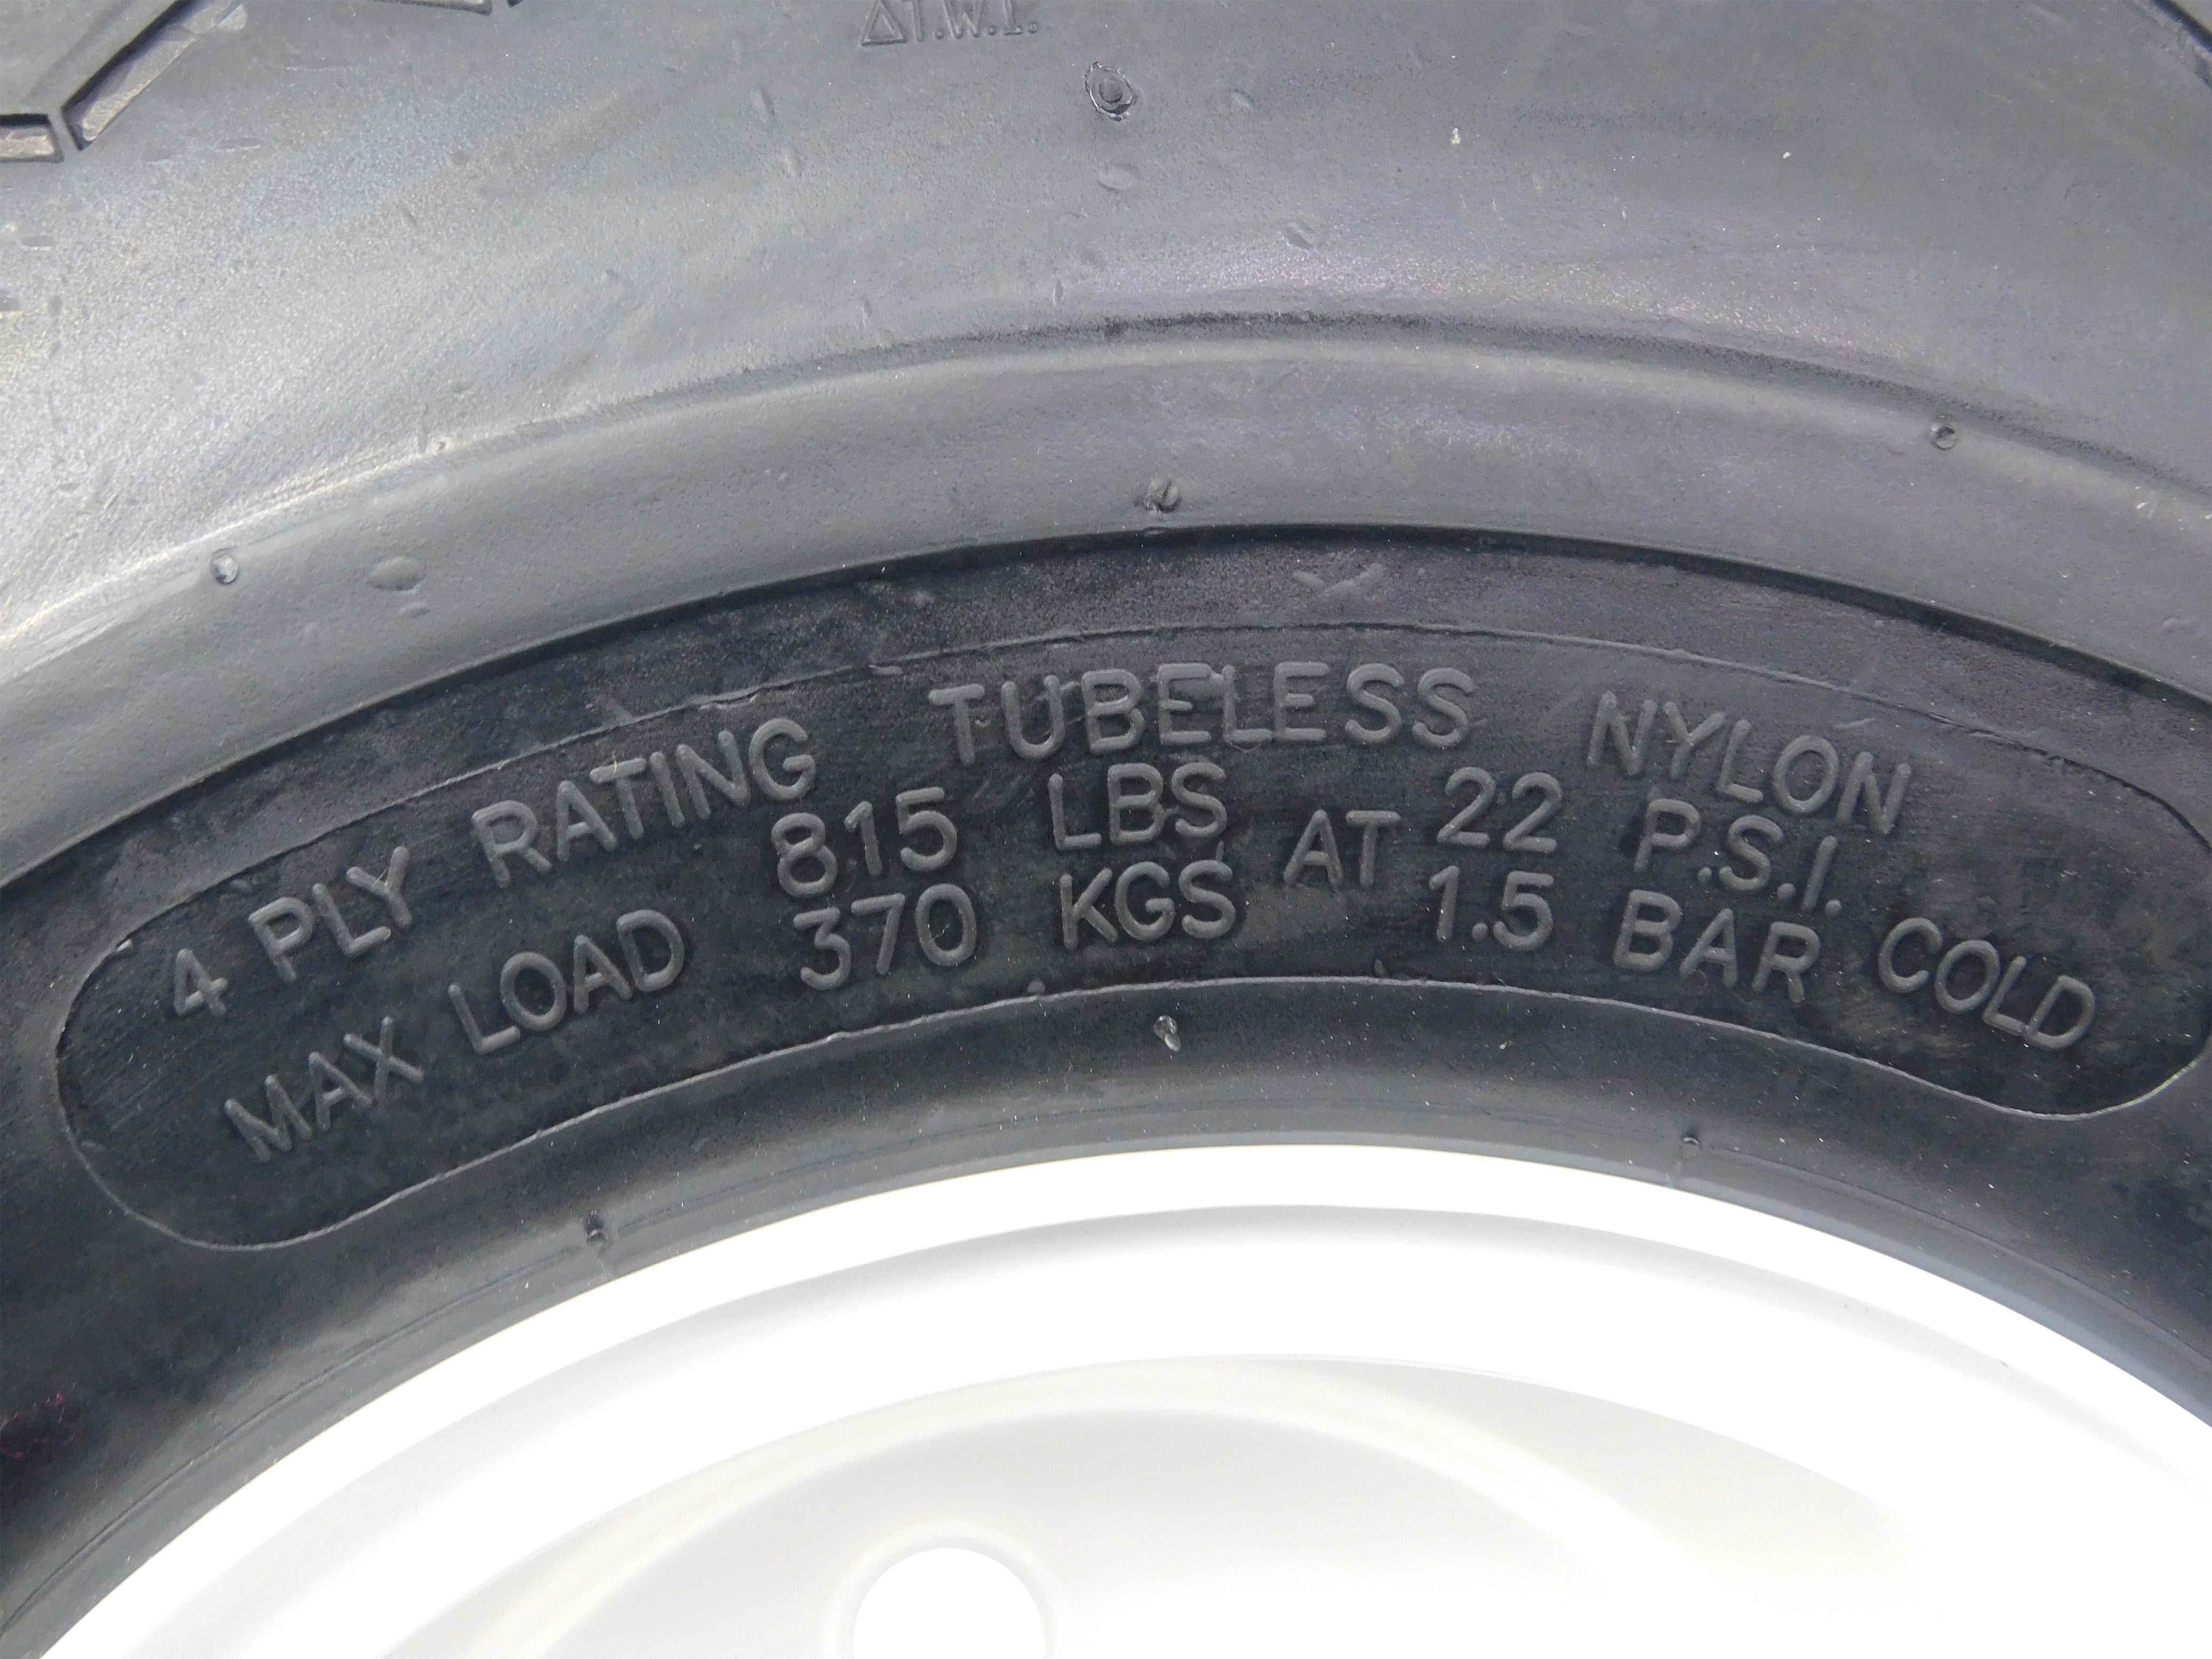 △T.W.I.
4 PLY RATING TUBELESS NYLON
MAX LOAD 815 LBS AT 22 P.S.I. COLD
370 KGS 1.5 BAR